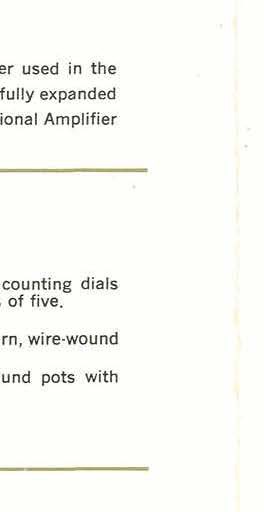 er used in the
fully expanded
ional Amplifier
counting dials
of five.
rn, wire-wound
und pots with